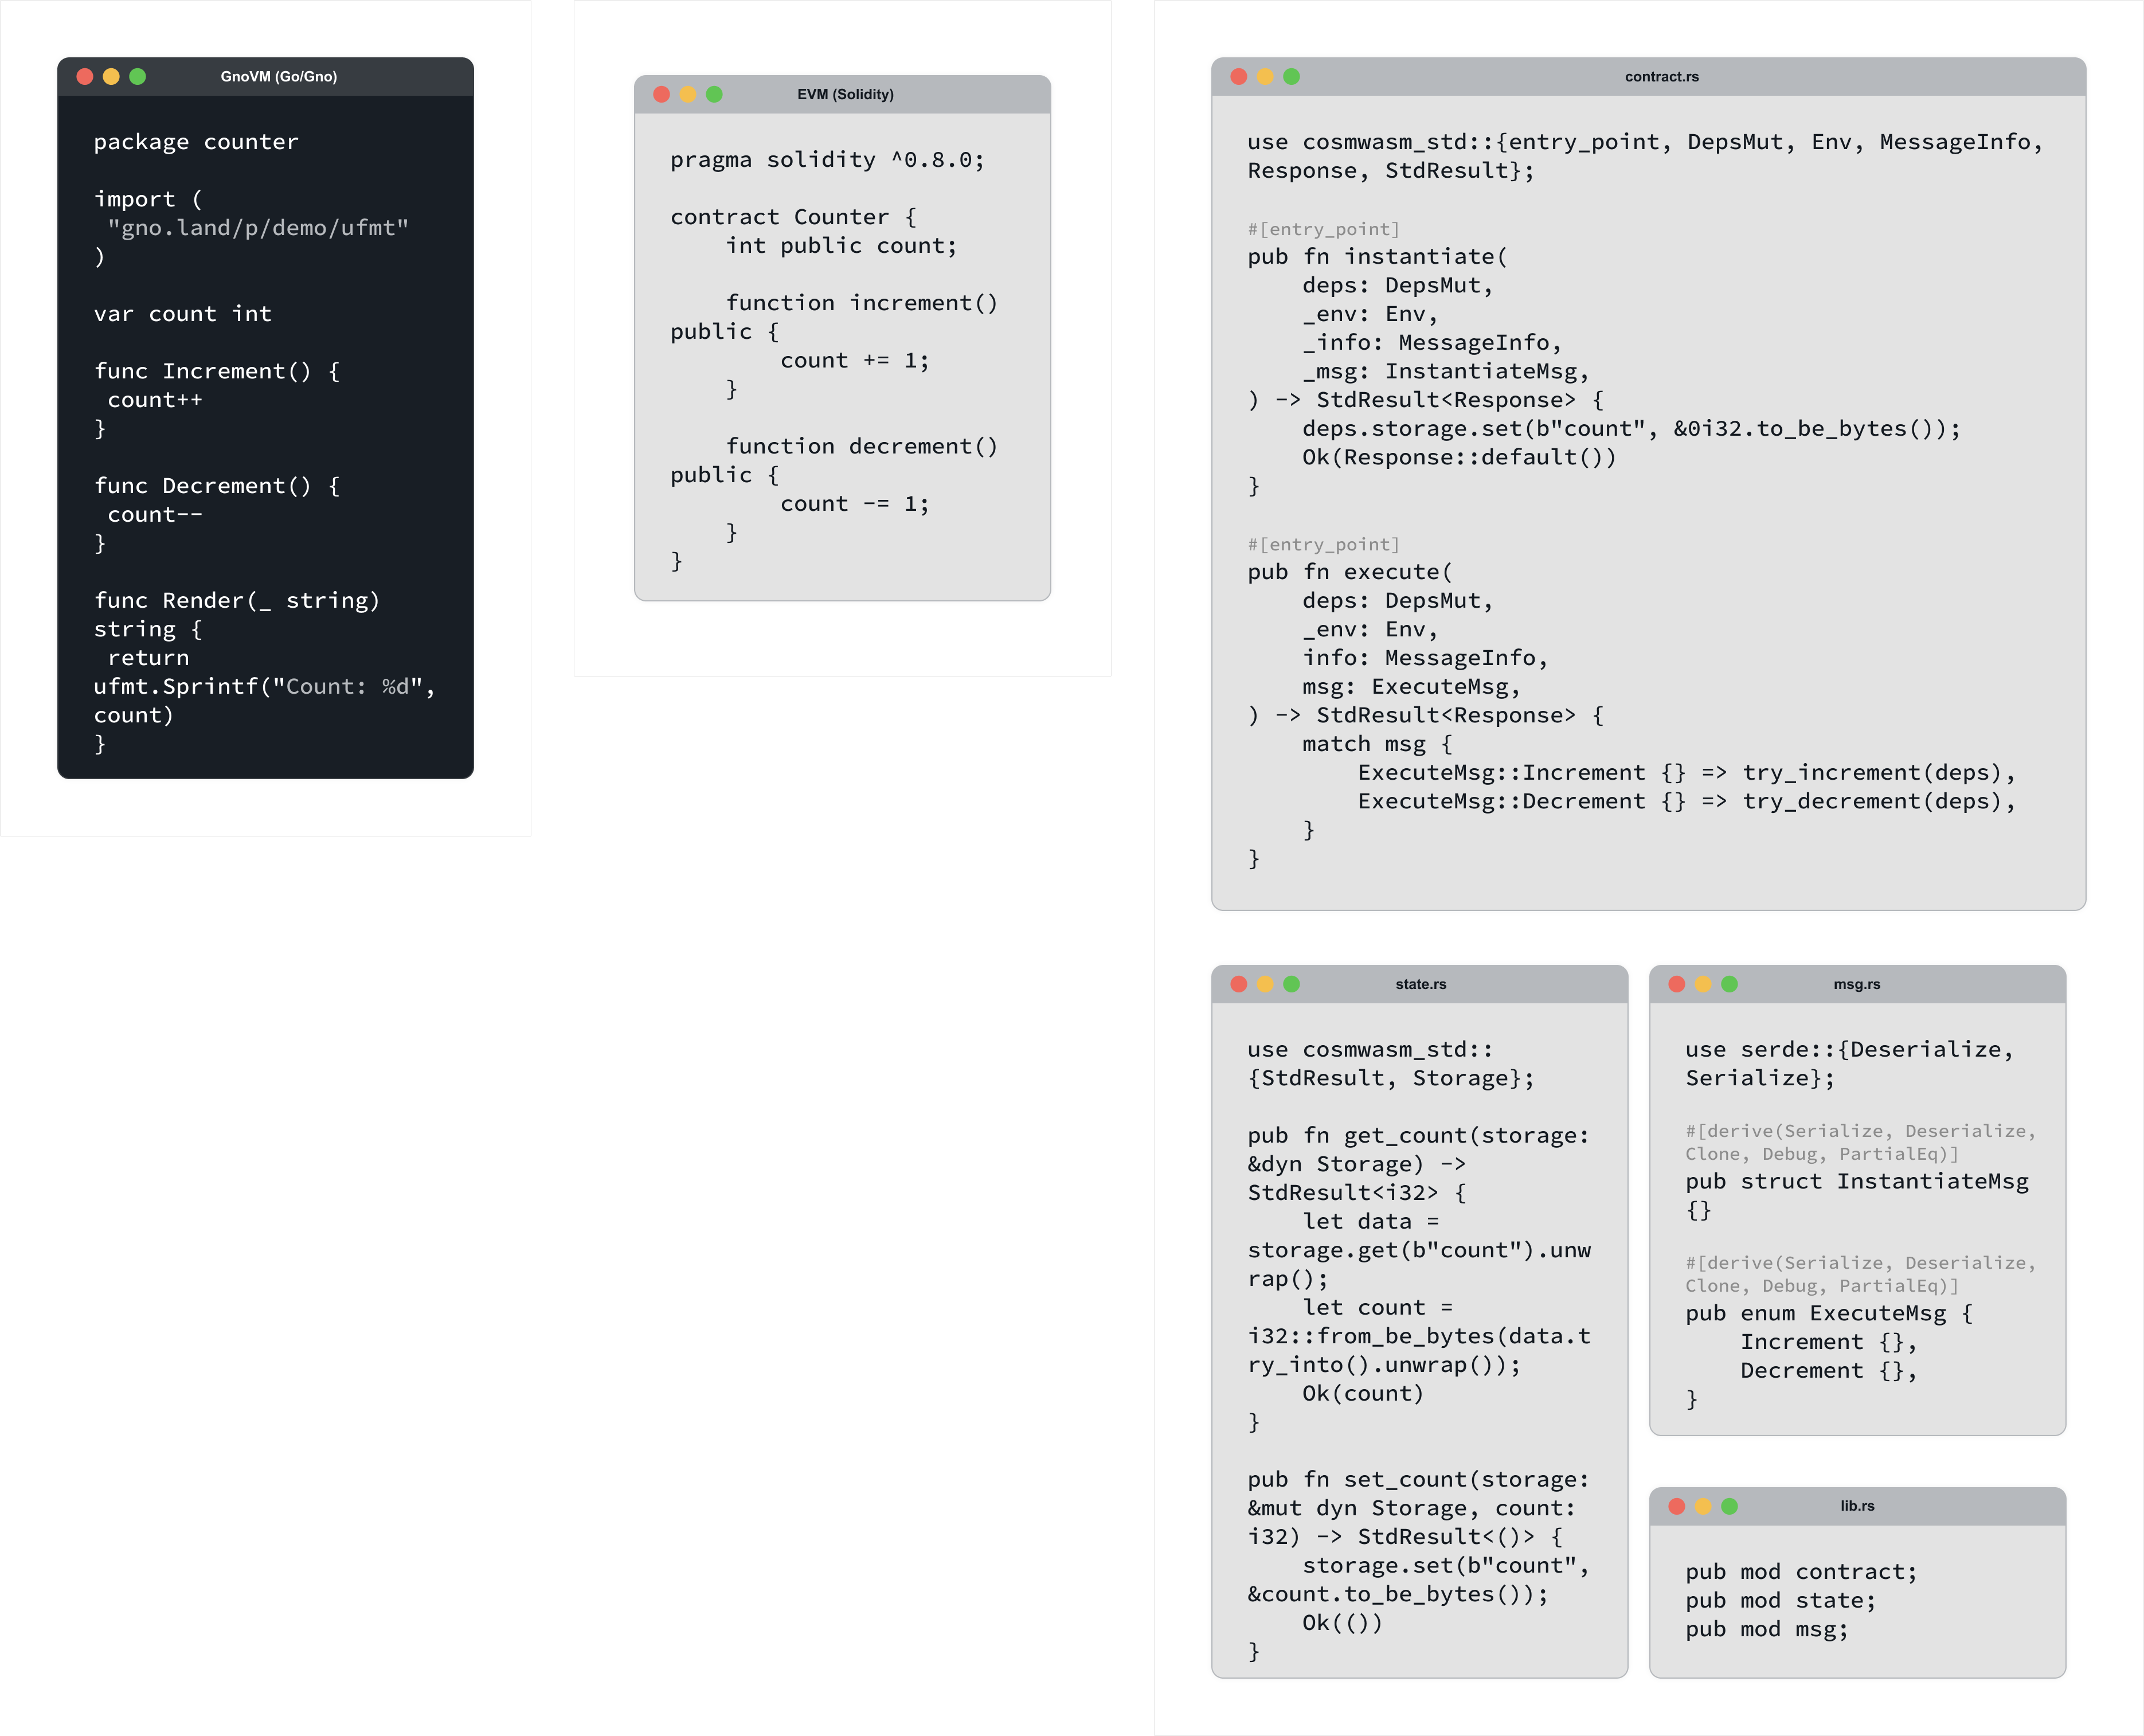 GnoVM (Go/Gno)
package counter
import (
 "gno.land/p/demo/ufmt"
)
var count int
func Increment() {
 count++
}
func Decrement() {
 count--
}
func Render(_ string)
string {
 return
ufmt.Sprintf("Count: %d",
count)
}
EVM (Solidity)
pragma solidity ^0.8.0;
contract Counter {
    int public count;
    function increment()
public {
        count += 1;
    }
    function decrement()
public {
        count -= 1;
    }
}
contract.rs
use cosmwasm_std::{entry_point, DepsMut, Env, MessageInfo,
Response, StdResult};
#[entry_point]
pub fn instantiate(
    deps: DepsMut,
    _env: Env,
    _info: MessageInfo,
    _msg: InstantiateMsg,
) -> StdResult<Response> {
    deps.storage.set(b"count", &0i32.to_be_bytes());
    Ok(Response::default())
}
#[entry_point]
pub fn execute(
    deps: DepsMut,
    _env: Env,
    info: MessageInfo,
    msg: ExecuteMsg,
) -> StdResult<Response> {
    match msg {
        ExecuteMsg::Increment {} => try_increment(deps),
        ExecuteMsg::Decrement {} => try_decrement(deps),
    }
}
state.rs
use cosmwasm_std::
{StdResult, Storage};
pub fn get_count(storage:
&dyn Storage) ->
StdResult<i32> {
    let data =
storage.get(b"count").unw
rap();
    let count =
i32::from_be_bytes(data.t
ry_into().unwrap());
    Ok(count)
}
pub fn set_count(storage:
&mut dyn Storage, count:
i32) -> StdResult<()> {
    storage.set(b"count",
&count.to_be_bytes());
    Ok(())
}
msg.rs
use serde::{Deserialize,
Serialize};
#[derive(Serialize, Deserialize,
Clone, Debug, PartialEq)]
pub struct InstantiateMsg
{}
#[derive(Serialize, Deserialize,
Clone, Debug, PartialEq)]
pub enum ExecuteMsg {
    Increment {},
    Decrement {},
}
lib.rs
pub mod contract;
pub mod state;
pub mod msg;